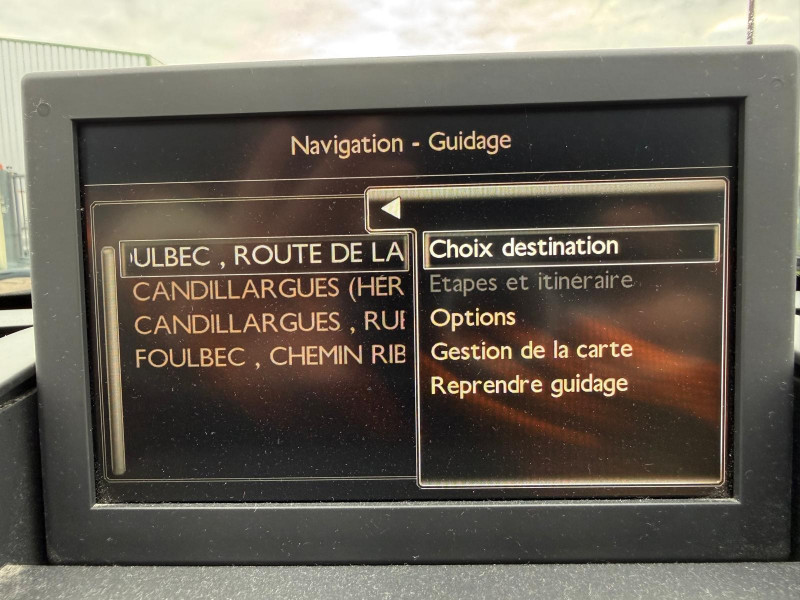 Navigation - Guidage
ULBEC , ROUTE DE LA
CANDILLARGUES (HÉR
CANDILLARGUES , RUE
FOULBEC , CHEMIN RIB
Choix destination
Etapes et itinéraire
Options
Gestion de la carte
Reprendre guidage